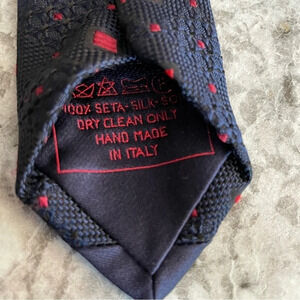 100% SETA-SILK-SO
DRY CLEAN ONLY
HAND MADE
IN ITALY